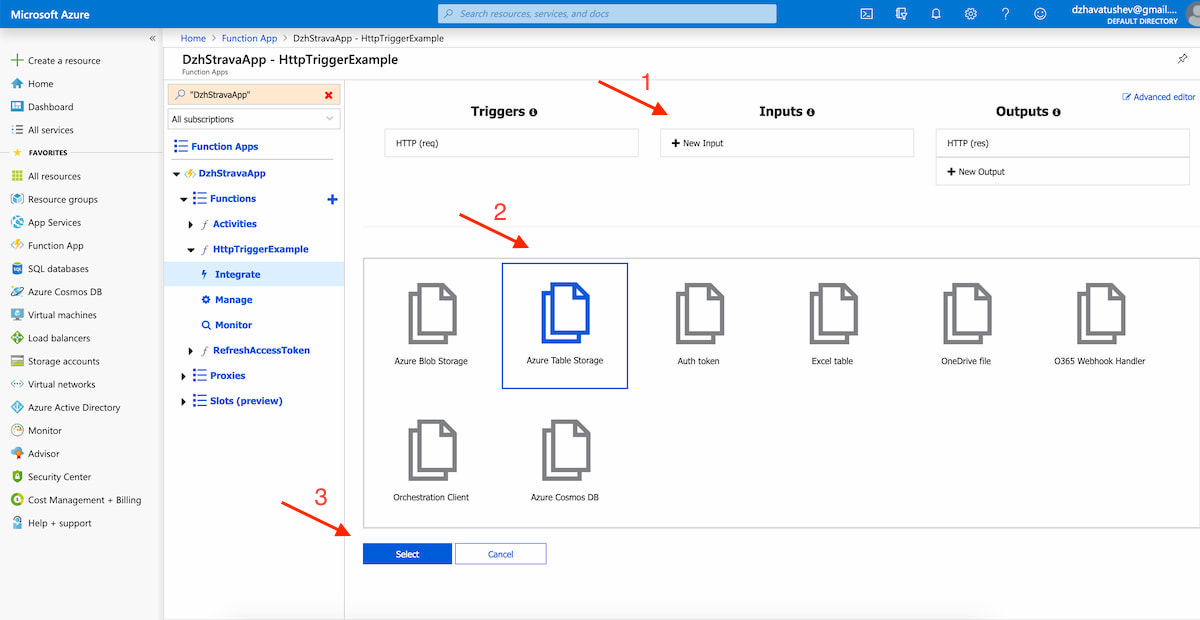 Microsoft Azure
Search resources, services, and docs
dzhavatushev@gmail....
DEFAULT DIRECTORY
«
Create a resource
Home
Dashboard
All services
FAVORITES
All resources
Resource groups
App Services
Function App
SQL databases
Azure Cosmos DB
Virtual machines
Load balancers
Storage accounts
Virtual networks
Azure Active Directory
Monitor
Advisor
Security Center
Cost Management + Billing
Help + support
Home > Function App > DzhStravaApp - HttpTriggerExample
DzhStravaApp - HttpTriggerExample
Function Apps
"DzhStravaApp"
All subscriptions
Function Apps
DzhStravaApp
Functions
Activities
HttpTriggerExample
Integrate
Manage
Monitor
RefreshAccessToken
Proxies
Slots (preview)
Advanced editor
1
Triggers
Inputs
Outputs
HTTP (req)
New Input
HTTP (res)
New Output
2
Azure Blob Storage
Azure Table Storage
Auth token
Excel table
OneDrive file
O365 Webhook Handler
Orchestration Client
Azure Cosmos DB
3
Select
Cancel